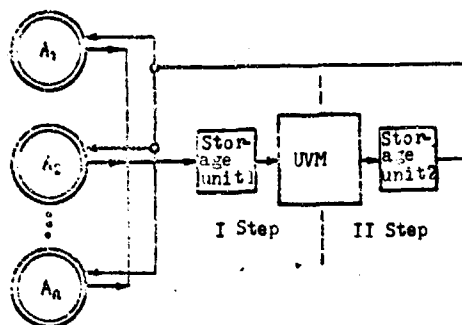 A₁
A₂
Stor-
age
unit1
UVM
Stor-
age
unit2
I Step
II Step
Aₙ